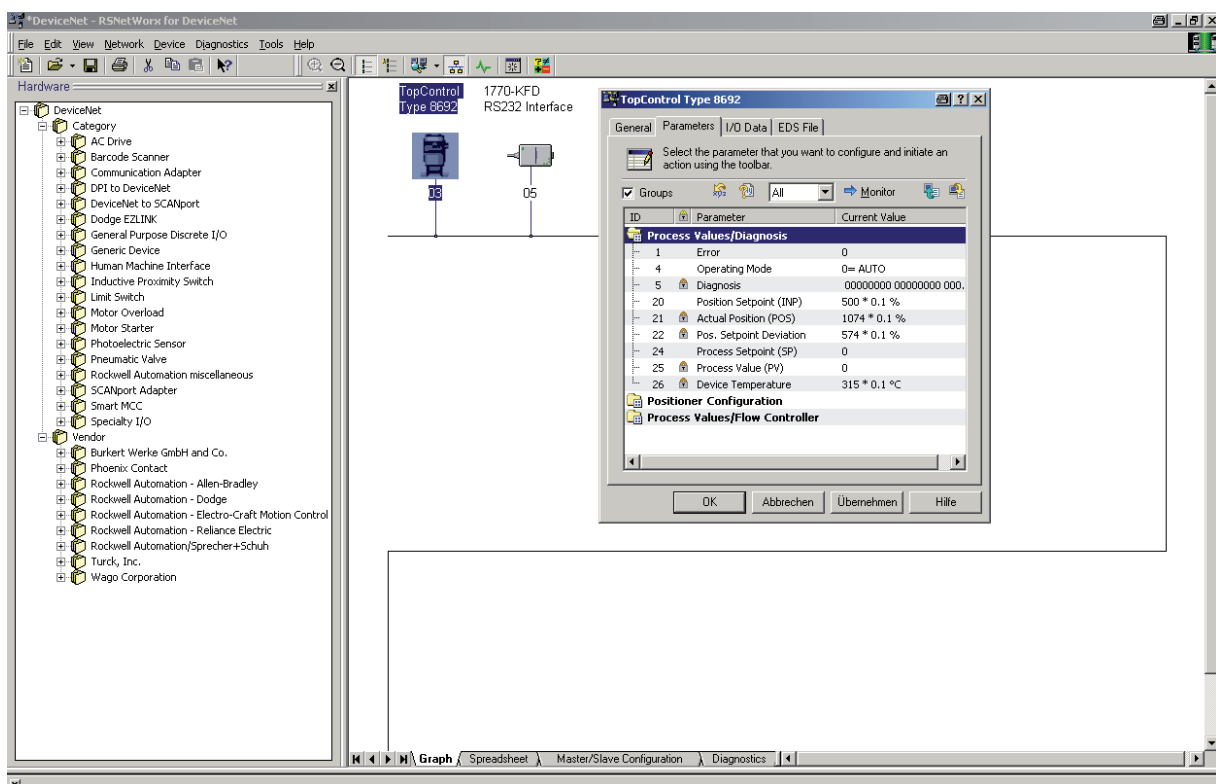 *DeviceNet - RSNetWorx for DeviceNet
File Edit View Network Device Diagnostics Tools Help
Hardware
DeviceNet
Category
AC Drive
Barcode Scanner
Communication Adapter
DPI to DeviceNet
DeviceNet to SCANport
Dodge EZLINK
General Purpose Discrete I/O
Generic Device
Human Machine Interface
Inductive Proximity Switch
Limit Switch
Motor Overload
Motor Starter
Photoelectric Sensor
Pneumatic Valve
Rockwell Automation miscellaneous
SCANport Adapter
Smart MCC
Specialty I/O
Vendor
Burkert Werke GmbH and Co.
Phoenix Contact
Rockwell Automation - Allen-Bradley
Rockwell Automation - Dodge
Rockwell Automation - Electro-Craft Motion Control
Rockwell Automation - Reliance Electric
Rockwell Automation/Sprecher+Schuh
Turck, Inc.
Wago Corporation
TopControl
Type 8692
03
1770-KFD
RS232 Interface
05
TopControl Type 8692
General Parameters I/O Data EDS File
Select the parameter that you want to configure and initiate an
action using the toolbar.
Groups All Monitor
ID Parameter Current Value
Process Values/Diagnosis
1 Error 0
4 Operating Mode 0= AUTO
5 Diagnosis 00000000 00000000 000.
20 Position Setpoint (INP) 500 * 0.1 %
21 Actual Position (POS) 1074 * 0.1 %
22 Pos. Setpoint Deviation 574 * 0.1 %
24 Process Setpoint (SP) 0
25 Process Value (PV) 0
26 Device Temperature 315 * 0.1 °C
Positioner Configuration
Process Values/Flow Controller
OK Abbrechen Übernehmen Hilfe
Graph Spreadsheet Master/Slave Configuration Diagnostics